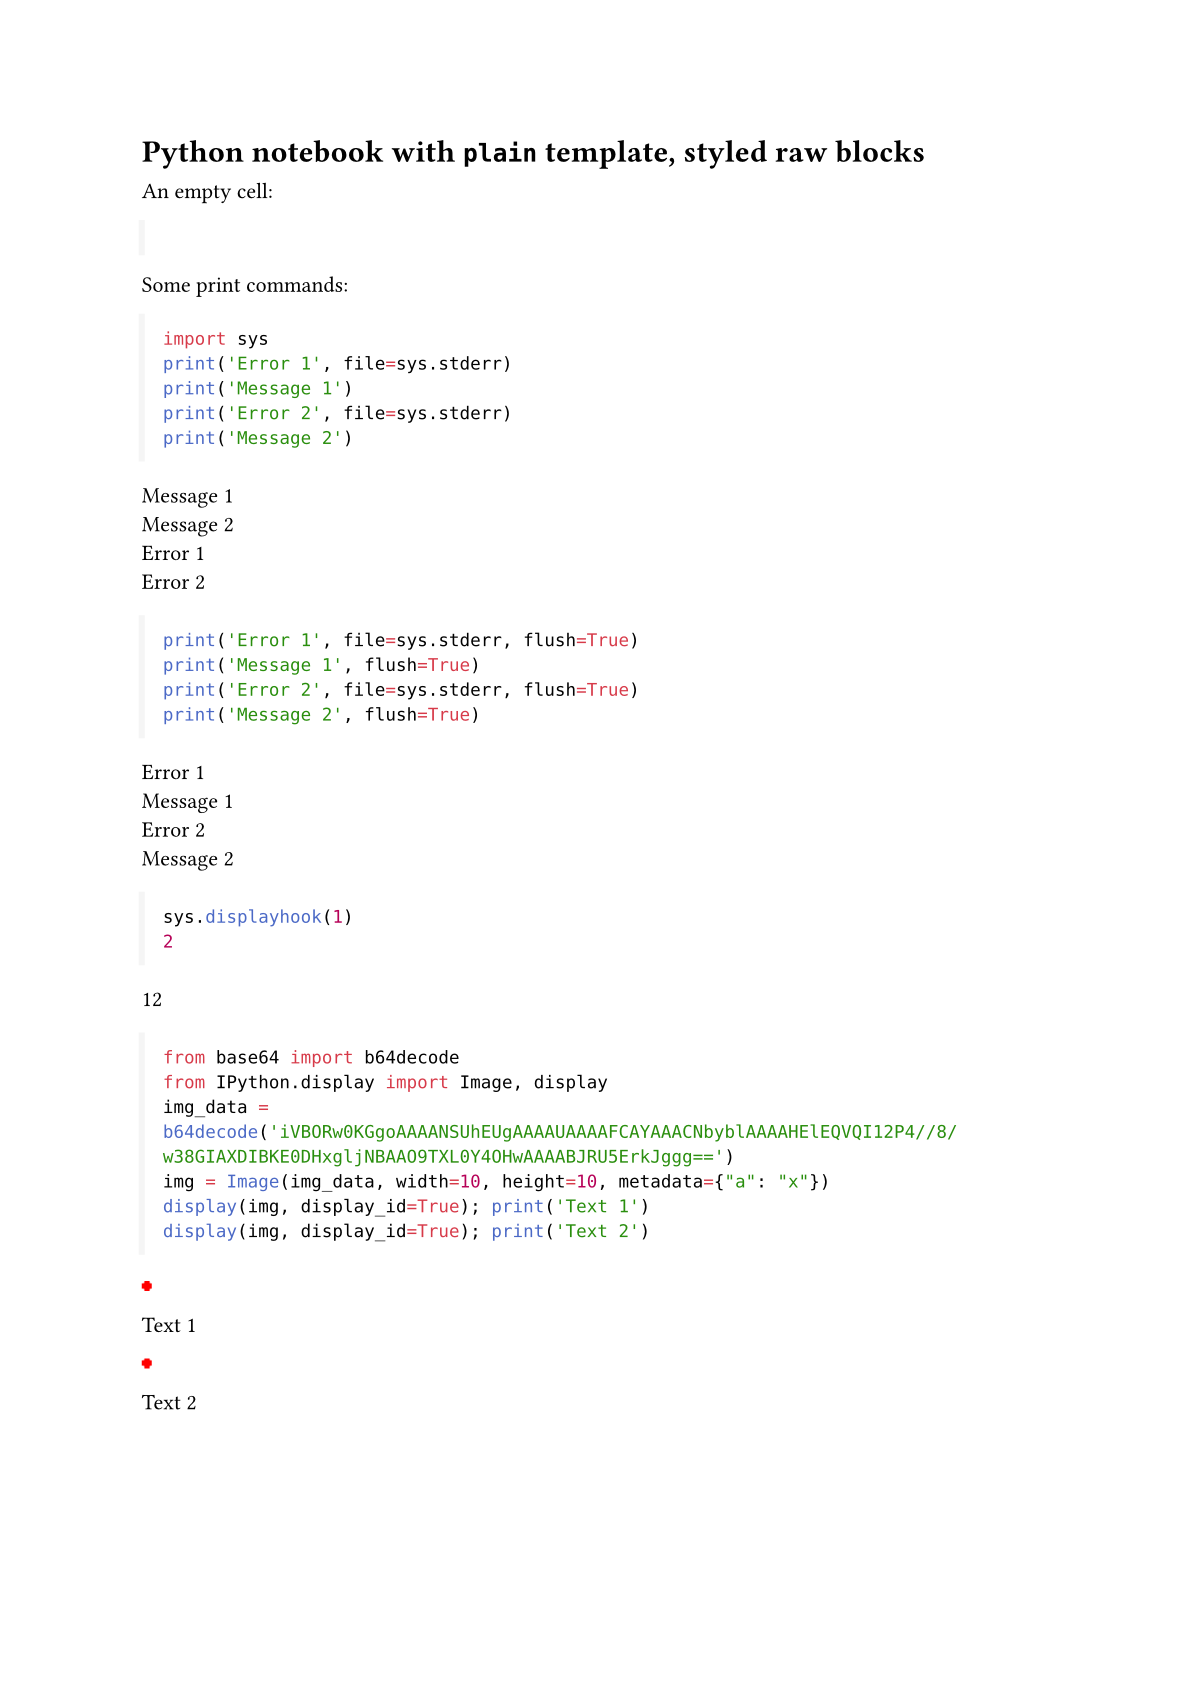 Python notebook with plain template, styled raw blocks
An empty cell:
Some print commands:
import sys
print('Error 1', file=sys.stderr)
print('Message 1')
print('Error 2', file=sys.stderr)
print('Message 2')
Message 1
Message 2
Error 1
Error 2
print('Error 1', file=sys.stderr, flush=True)
print('Message 1', flush=True)
print('Error 2', file=sys.stderr, flush=True)
print('Message 2', flush=True)
Error 1
Message 1
Error 2
Message 2
sys.displayhook(1)
2
12
from base64 import b64decode
from IPython.display import Image, display
img_data =
b64decode('iVBORw0KGgoAAAANSUhEUgAAAAUAAAAFCAYAAACNbyblAAAAHElEQVQI12P4//8/
w38GIAXDIBKE0DHxgljNBAAO9TXL0Y4OHwAAAABJRU5ErkJggg==')
img = Image(img_data, width=10, height=10, metadata={"a": "x"})
display(img, display_id=True); print('Text 1')
display(img, display_id=True); print('Text 2')
Text 1
Text 2